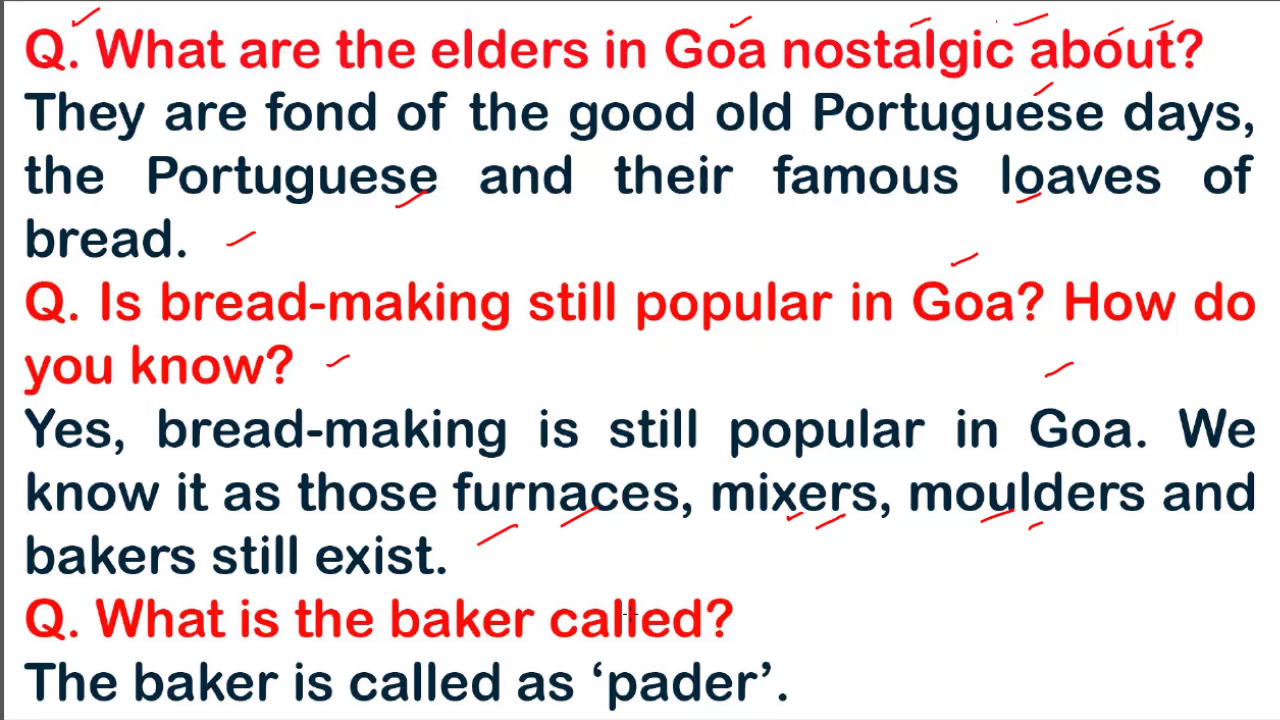 Q. What are the elders in Goa nostalgic about?
They are fond of the good old Portuguese days,
the Portuguese and their famous loaves of
bread.
Q. Is bread-making still popular in Goa? How do
you know?
Yes, bread-making is still popular in Goa. We
know it as those furnaces, mixers, moulders and
bakers still exist.
Q. What is the baker called?
The baker is called as ‘pader’.